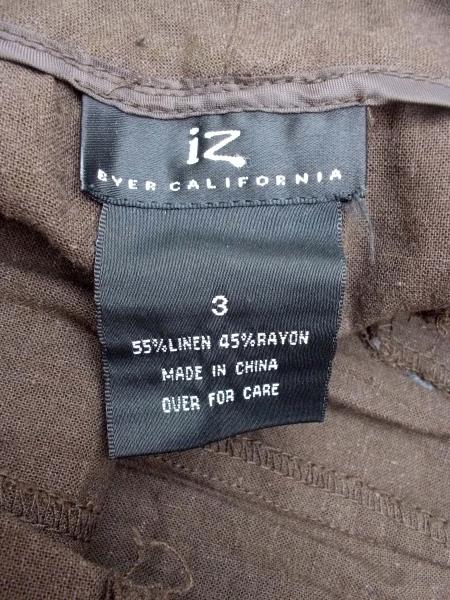 iz
BYER CALIFORNIA
3
55%LINEN 45%RAYON
MADE IN CHINA
OVER FOR CARE